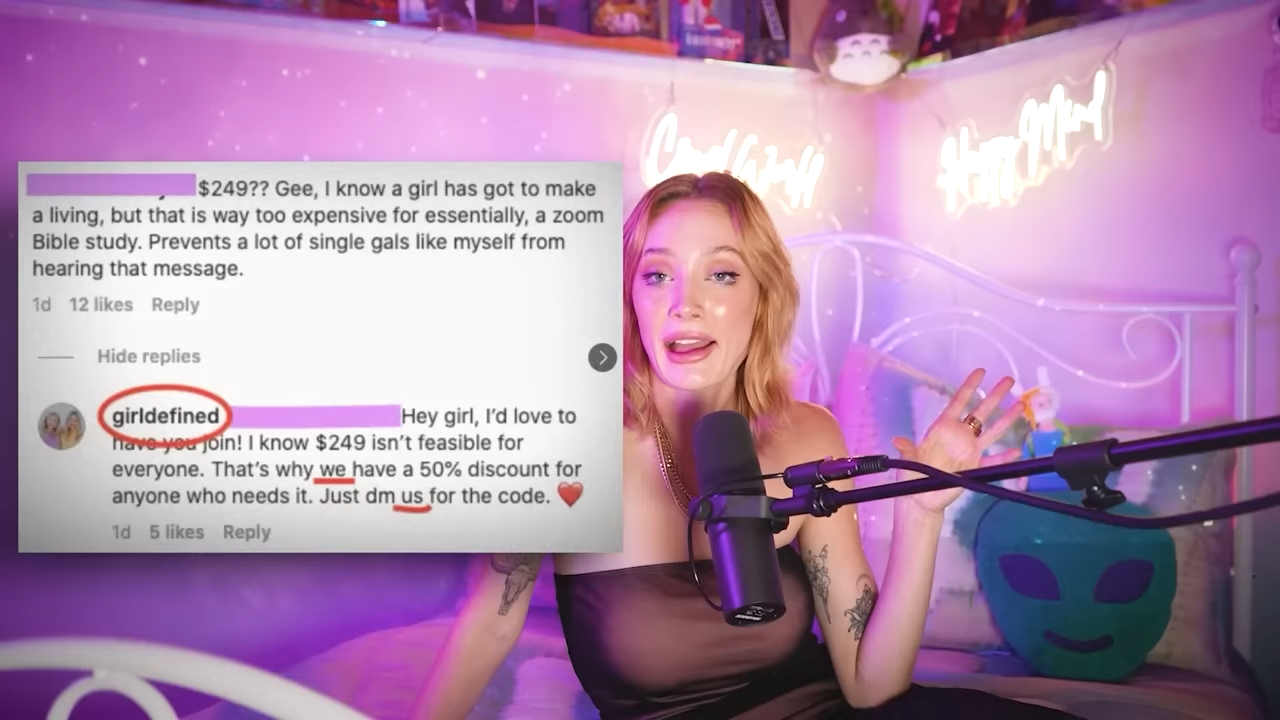 $249?? Gee, I know a girl has got to make
a living, but that is way too expensive for essentially, a zoom
Bible study. Prevents a lot of single gals like myself from
hearing that message.
1d 12 likes Reply
Hide replies
girldefined Hey girl, I'd love to
have you join! I know $249 isn't feasible for
everyone. That's why we have a 50% discount for
anyone who needs it. Just dm us for the code. ❤️
1d 5 likes Reply
Happy Mind